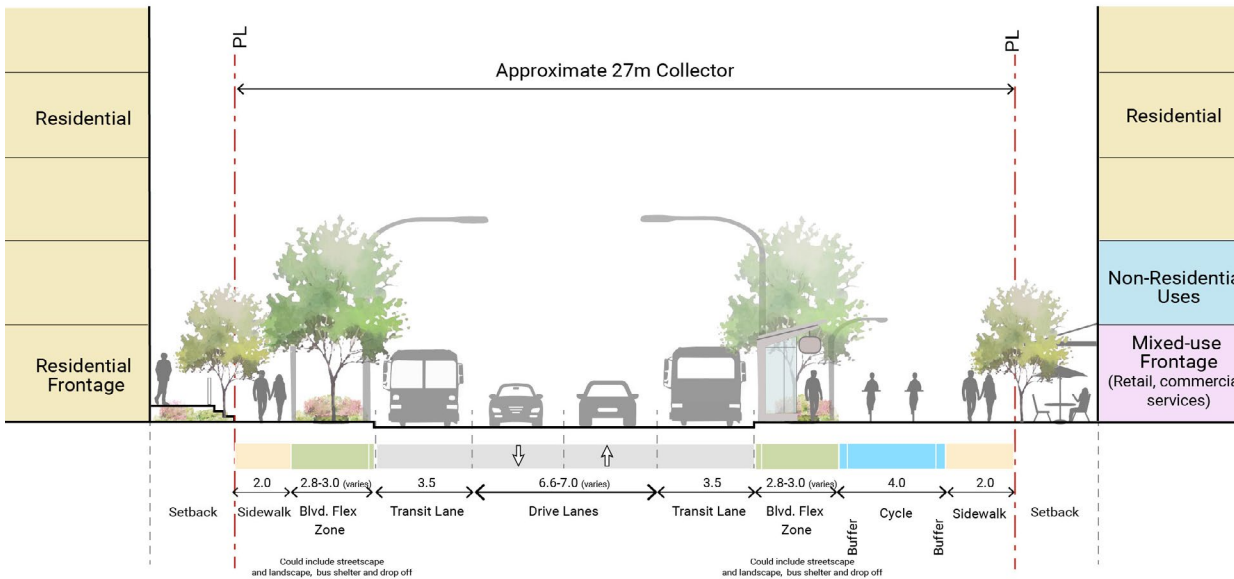 PL
PL
Approximate 27m Collector
Residential
Residential
Non-Residentia
Uses
Residential
Frontage
Mixed-use
Frontage
(Retail, commercia
services)
2.0
2.8-3.0 (varies)
3.5
6.6-7.0 (varies)
3.5
2.8-3.0 (varies)
4.0
2.0
Setback
Sidewalk
Blvd. Flex
Zone
Transit Lane
Drive Lanes
Transit Lane
Blvd. Flex
Zone
Buffer
Cycle
Buffer
Sidewalk
Setback
Could include streetscape
and landscape, bus shelter and drop off
Could include streetscape
and landscape, bus shelter and drop off